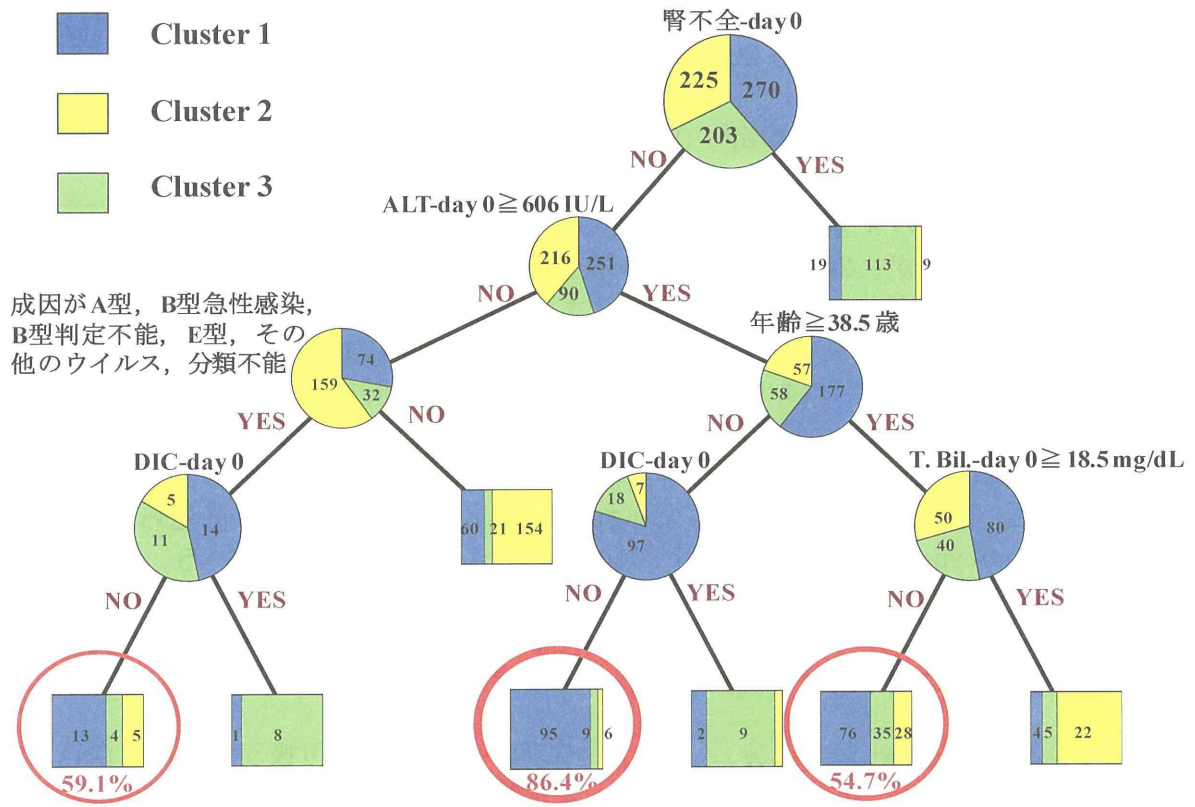 Cluster 1
Cluster 2
Cluster 3
腎不全-day 0
225
270
203
NO
YES
ALT-day 0≧606 IU/L
216
251
90
19
113
9
NO
YES
成因がA型，B型急性感染，
B型判定不能，E型，その
他のウイルス，分類不能
年齢≧38.5歳
159
74
32
57
177
58
YES
NO
NO
YES
DIC-day 0
DIC-day 0
T. Bil.-day 0≧18.5mg/dL
5
14
11
60
21
154
18
7
97
50
80
40
NO
YES
NO
YES
NO
YES
13
4
5
1
8
95
9
6
2
9
76
35
28
4
5
22
59.1%
86.4%
54.7%